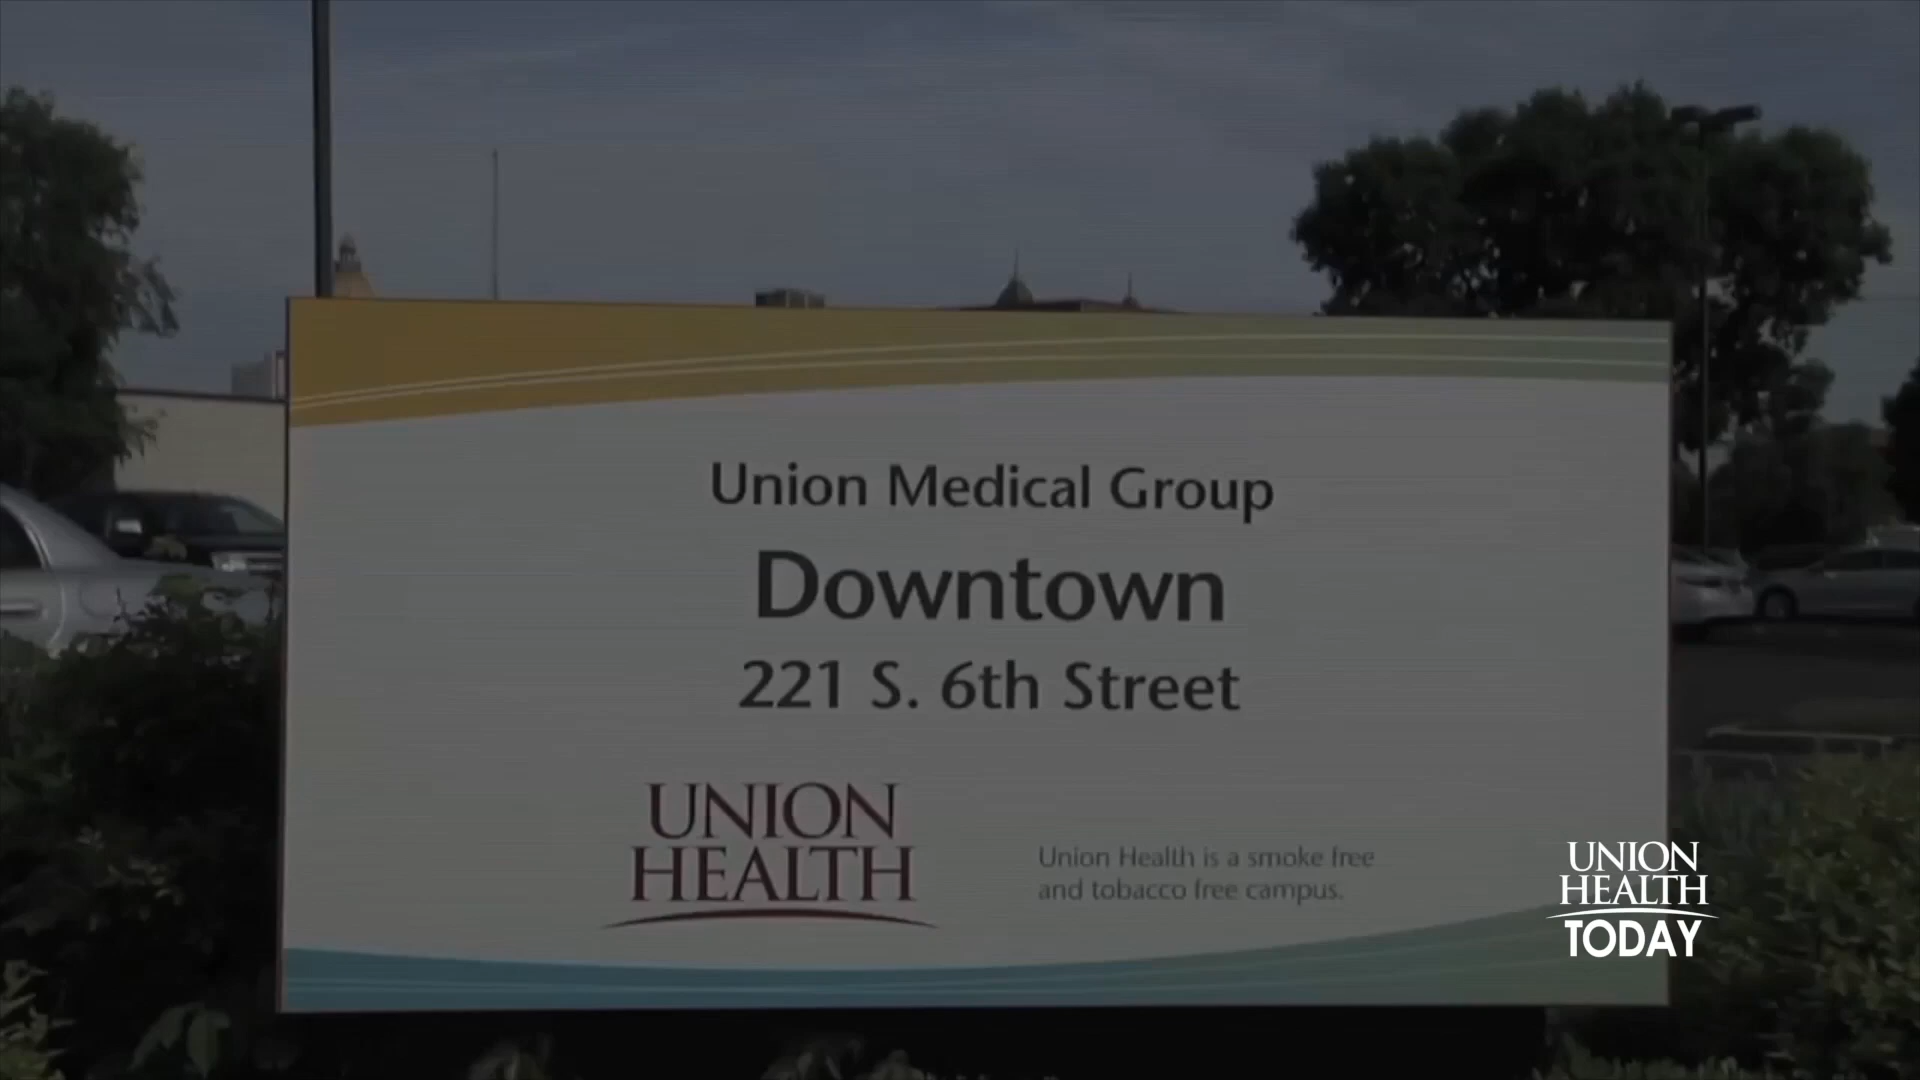 Union Medical Group
Downtown
221 S. 6th Street
UNION
HEALTH
Union Health is a smoke free
and tobacco free campus.
UNION
HEALTH
TODAY